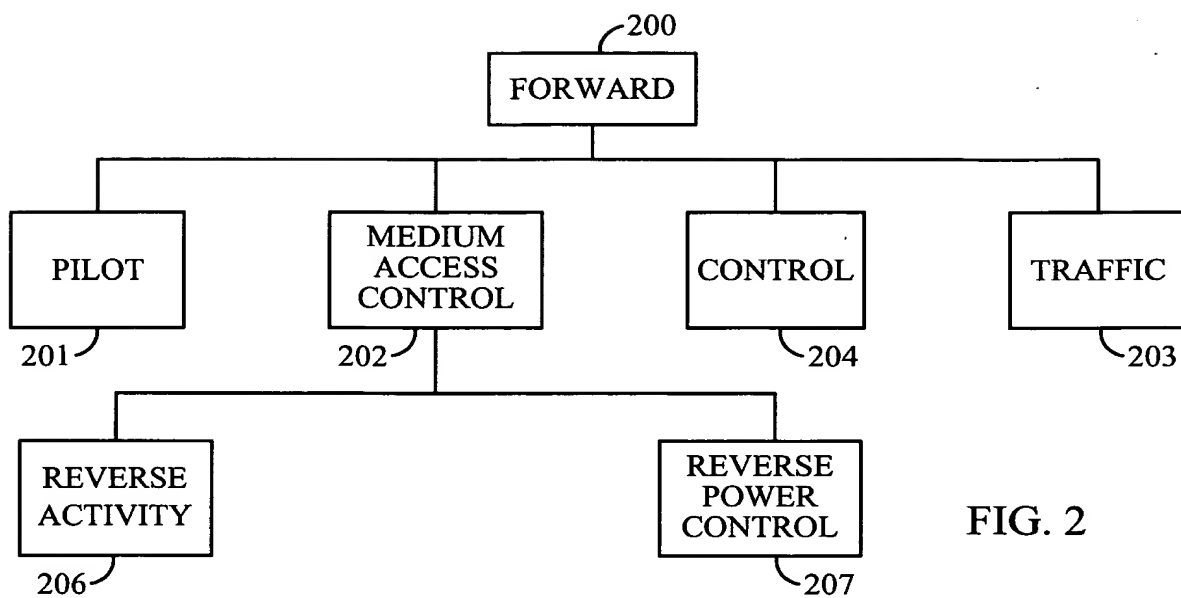 200
FORWARD
PILOT
MEDIUM
ACCESS
CONTROL
CONTROL
TRAFFIC
201
202
204
203
REVERSE
ACTIVITY
REVERSE
POWER
CONTROL
FIG. 2
206
207